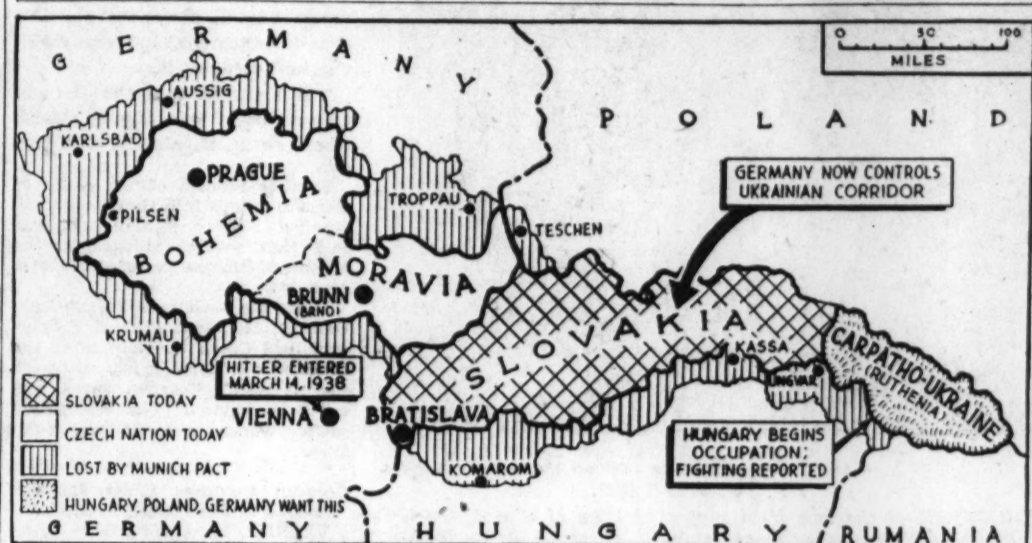 GERMANY
0 50 100
MILES
POLAND
AUSSIG
KARLSBAD
PRAGUE
PILSEN
BOHEMIA
TROPPAU
TESCHEN
GERMANY NOW CONTROLS
UKRAINIAN CORRIDOR
MORAVIA
BRUNN
(BRNO)
KRUMAU
SLOVAKIA
KASSA
UNGVAR
CARPATHO-UKRAINE
(RUTHENIA)
HITLER ENTERED
MARCH 14, 1938
VIENNA
BRATISLAVA
KOMAROM
HUNGARY BEGINS
OCCUPATION;
FIGHTING REPORTED
SLOVAKIA TODAY
CZECH NATION TODAY
LOST BY MUNICH PACT
HUNGARY, POLAND, GERMANY WANT THIS
GERMANY
HUNGARY
RUMANIA